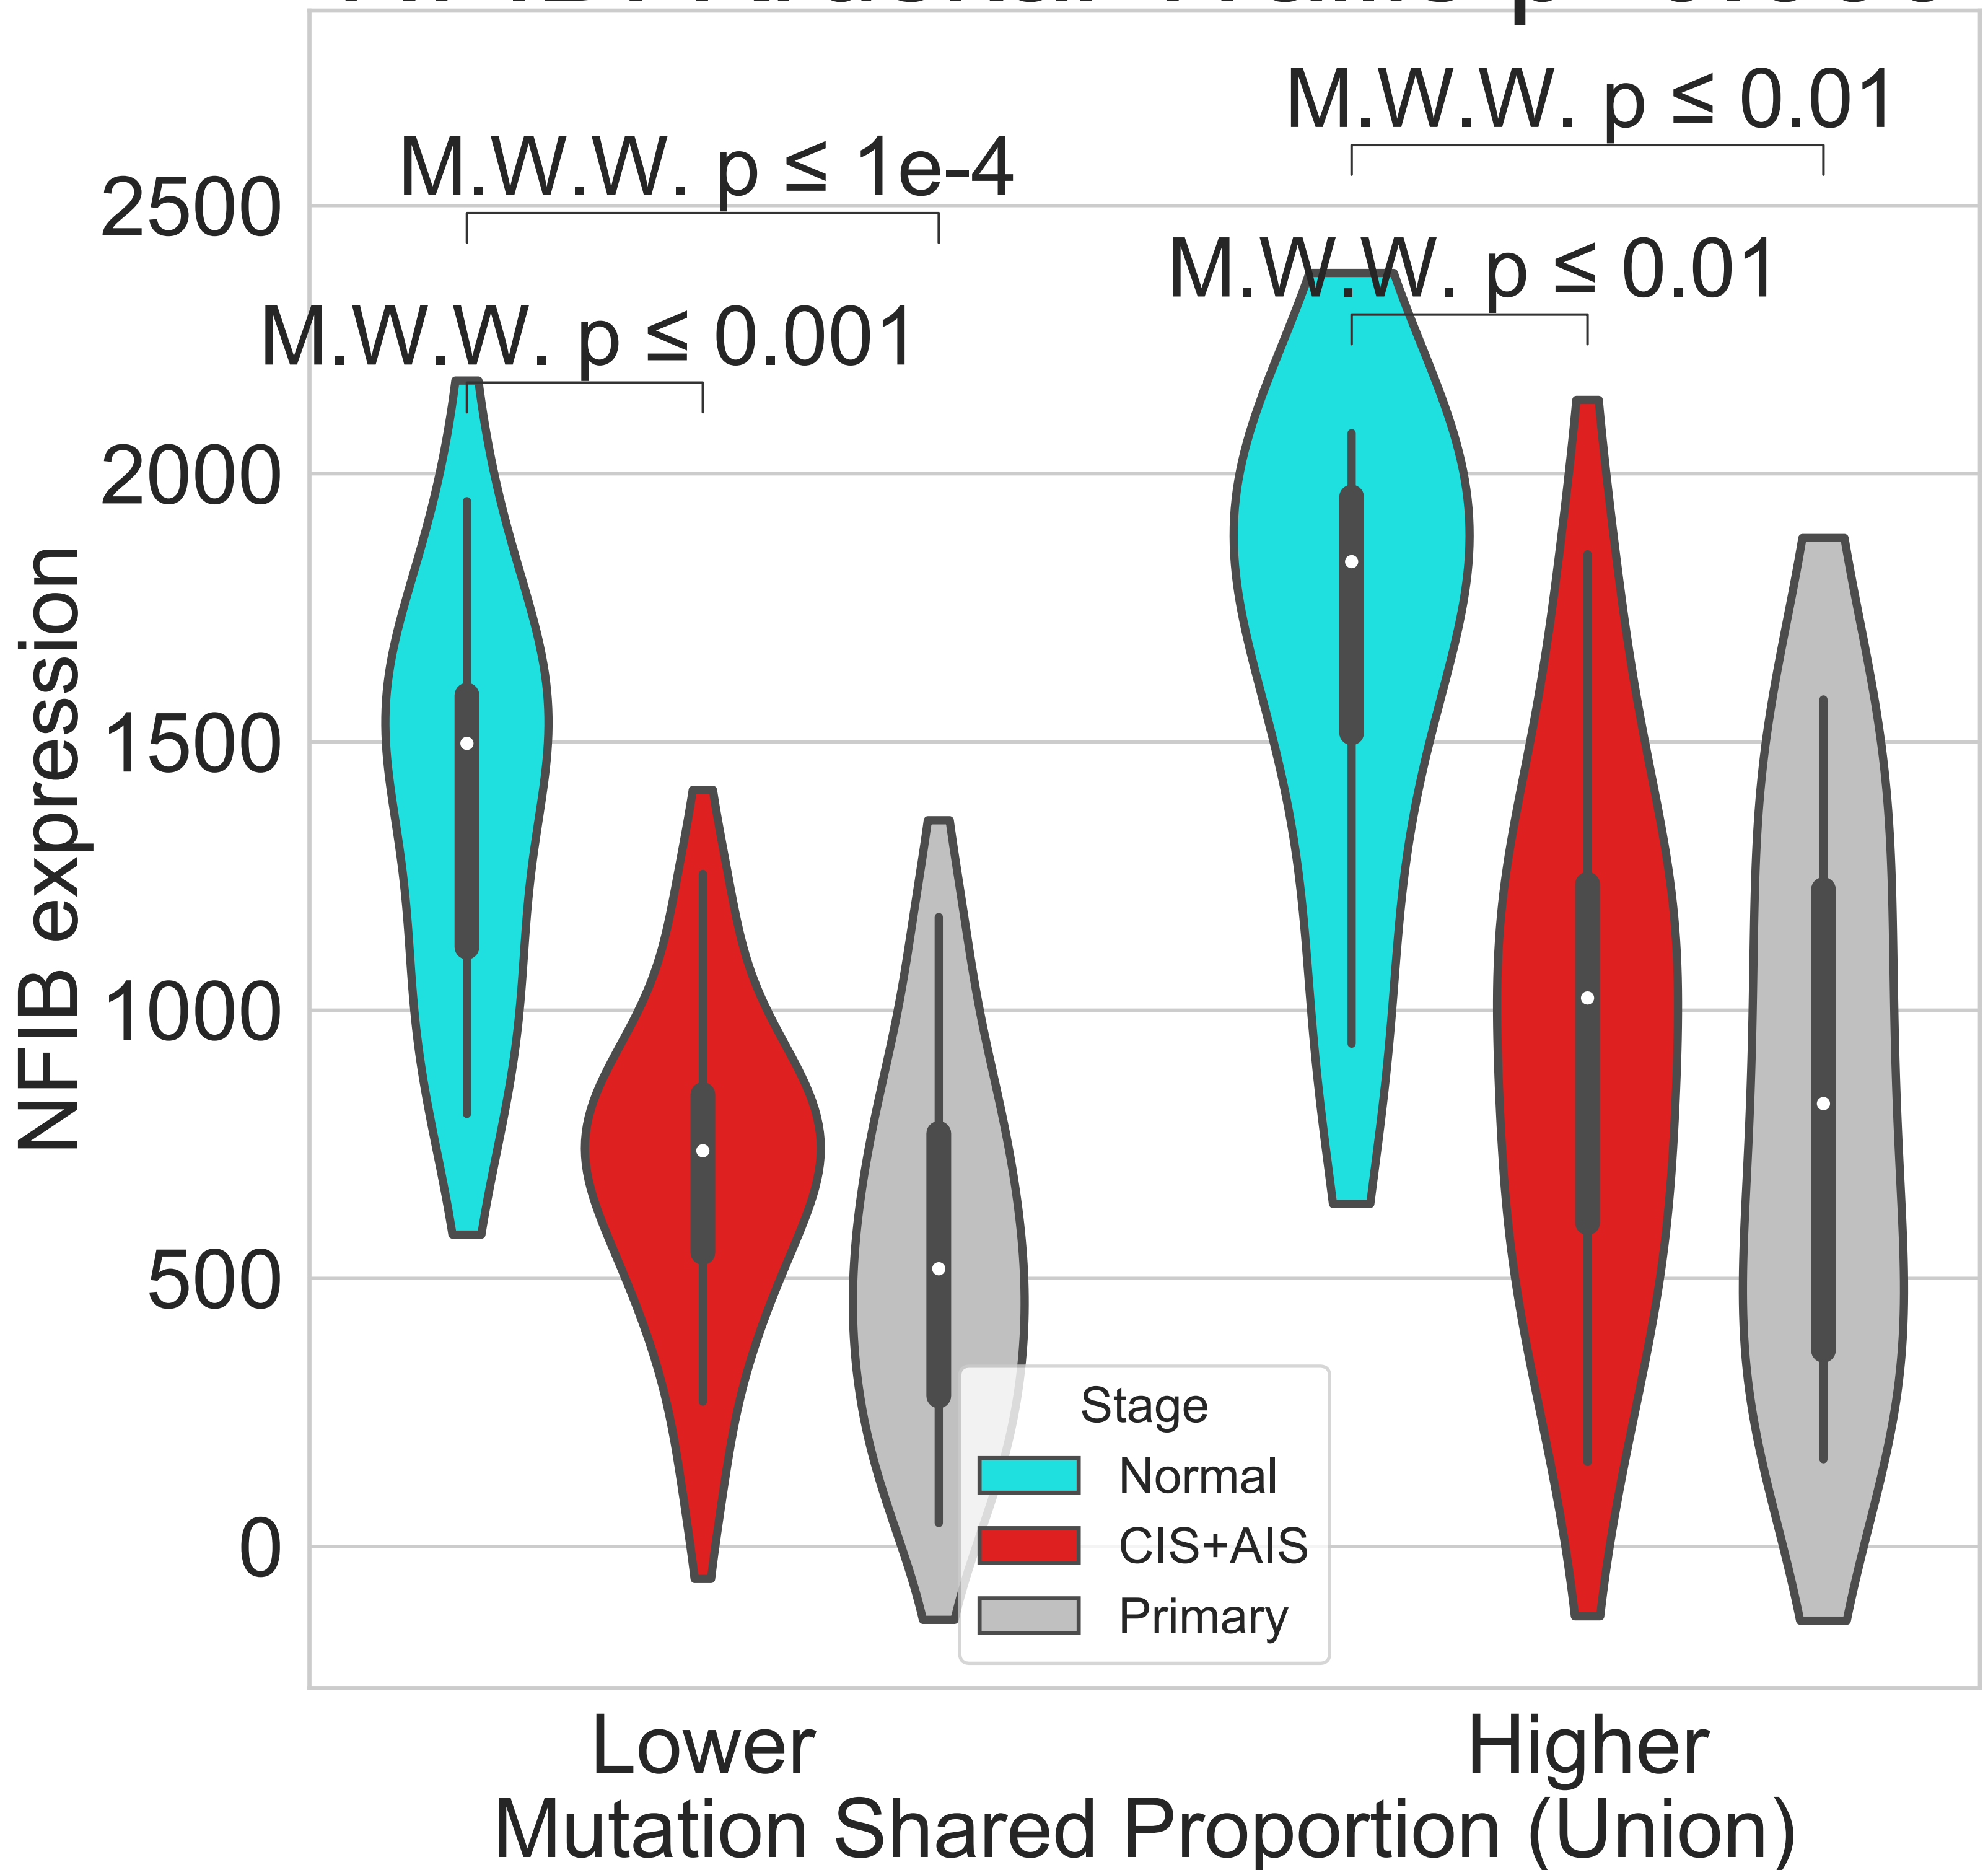 M.W.W. p ≤ 0.01
M.W.W. p ≤ 1e-4
M.W.W. p ≤ 0.01
M.W.W. p ≤ 0.001
2500
2000
1500
1000
500
0
NFIB expression
Stage
Normal
CIS+AIS
Primary
Lower
Higher
Mutation Shared Proportion (Union)